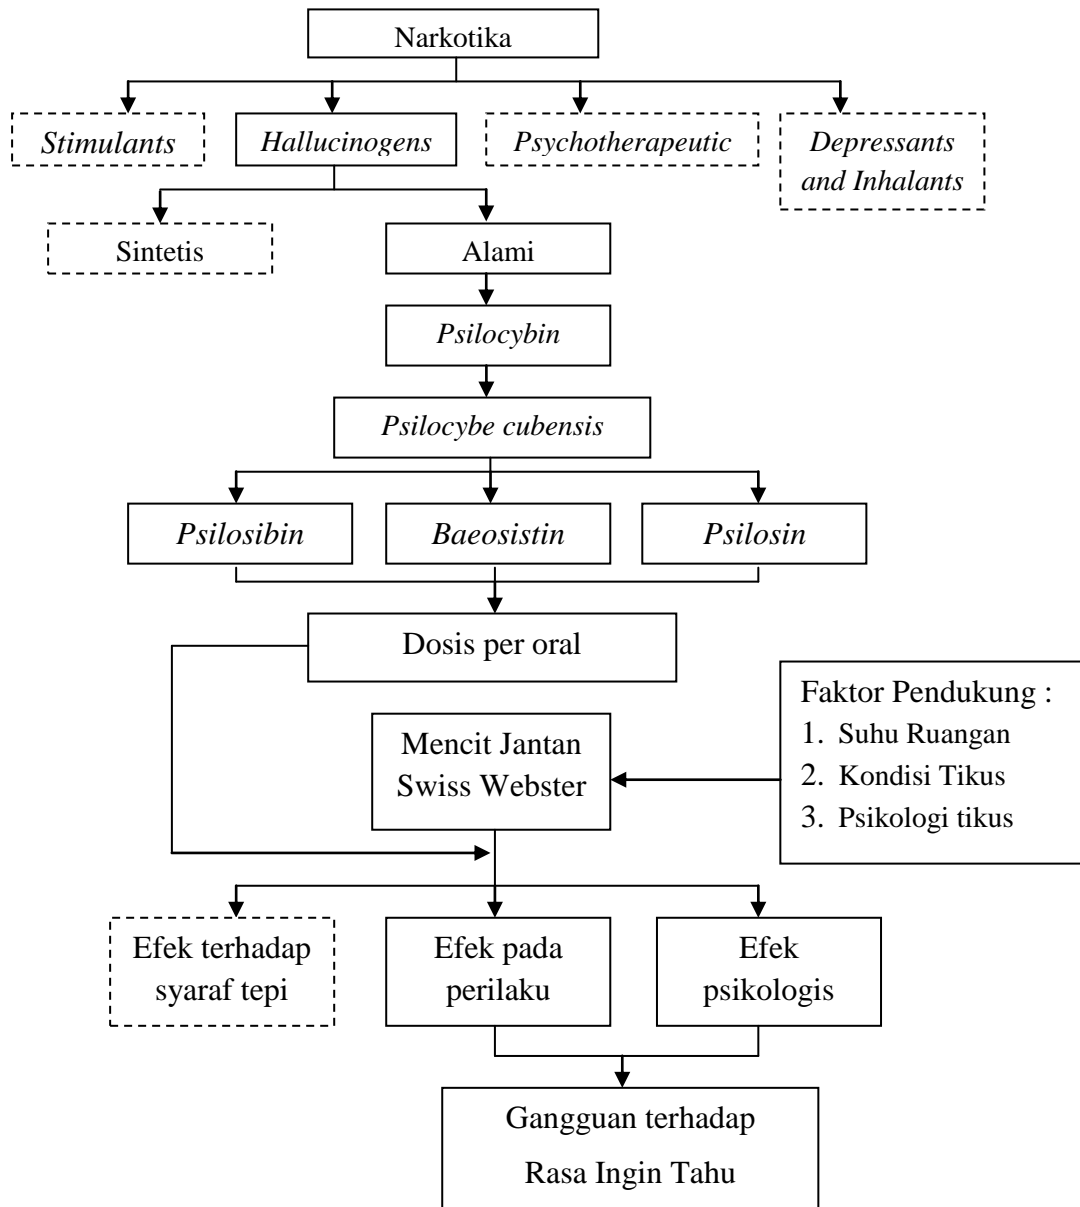 Narkotika
Stimulants
Hallucinogens
Psychotherapeutic
Depressants
and Inhalants
Sintetis
Alami
Psilocybin
Psilocybe cubensis
Psilosibin
Baeosistin
Psilosin
Dosis per oral
Mencit Jantan
Swiss Webster
Faktor Pendukung :
1. Suhu Ruangan
2. Kondisi Tikus
3. Psikologi tikus
Efek terhadap
syaraf tepi
Efek pada
perilaku
Efek
psikologis
Gangguan terhadap
Rasa Ingin Tahu